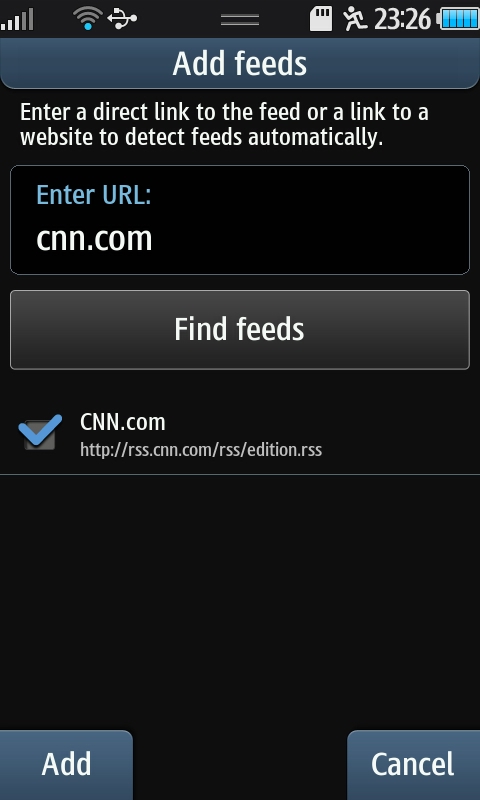 23:26
Add feeds
Enter a direct link to the feed or a link to a
website to detect feeds automatically.
Enter URL:
cnn.com
Find feeds
CNN.com
http://rss.cnn.com/rss/edition.rss
Add
Cancel